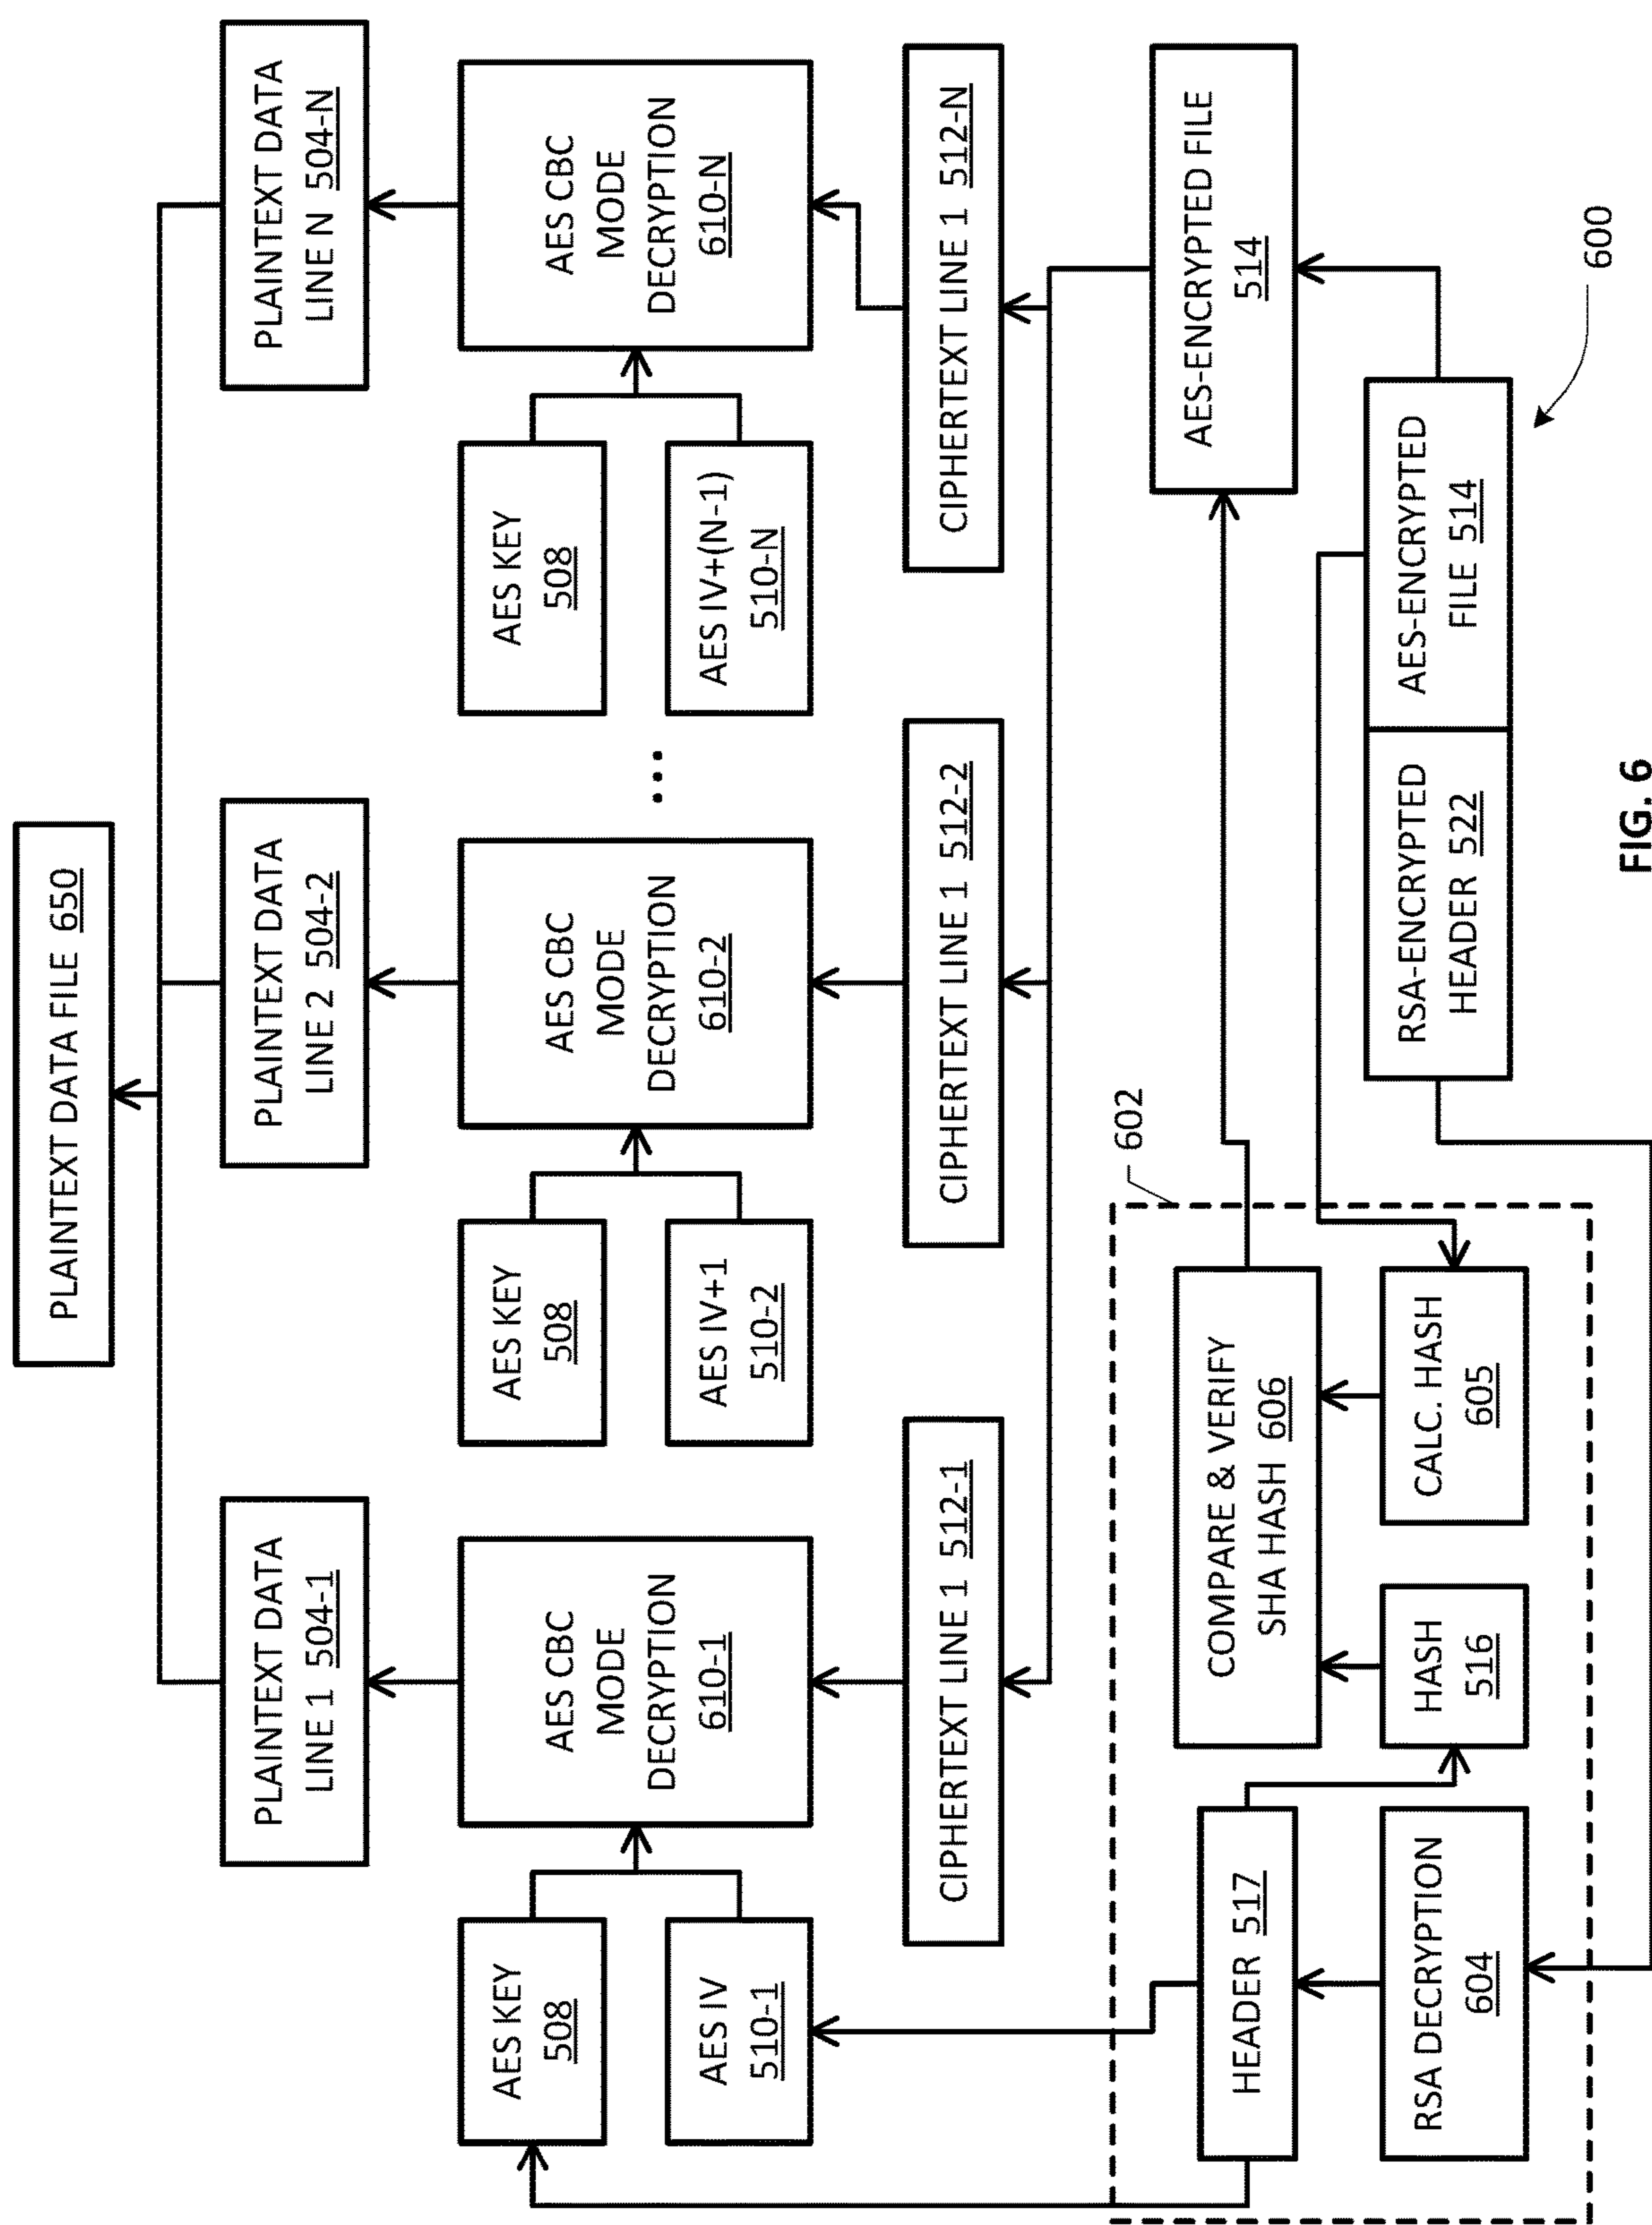 PLAINTEXT DATA FILE 650
PLAINTEXT DATA
LINE 1 504-1
PLAINTEXT DATA
LINE 2 504-2
PLAINTEXT DATA
LINE N 504-N
AES KEY
508
AES IV
510-1
AES CBC
MODE
DECRYPTION
610-1
AES KEY
508
AES IV+1
510-2
AES CBC
MODE
DECRYPTION
610-2
...
AES KEY
508
AES IV+(N-1)
510-N
AES CBC
MODE
DECRYPTION
610-N
CIPHERTEXT LINE 1 512-1
CIPHERTEXT LINE 1 512-2
CIPHERTEXT LINE 1 512-N
602
HEADER 517
COMPARE & VERIFY
SHA HASH 606
AES-ENCRYPTED FILE
514
RSA DECRYPTION
604
HASH
516
CALC. HASH
605
RSA-ENCRYPTED
HEADER 522
AES-ENCRYPTED
FILE 514
600
FIG. 6